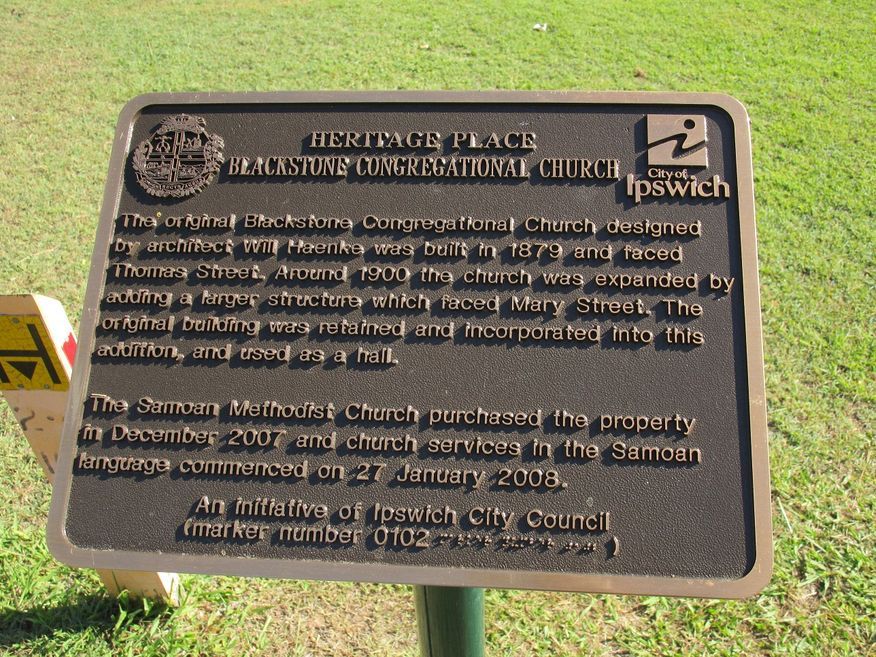 HERITAGE PLACE
BLACKSTONE CONGREGATIONAL CHURCH
i
City of
Ipswich
The original Blackstone Congregational Church designed
by architect Will Haenke was built in 1879 and faced
Thomas Street. Around 1900 the church was expanded by
adding a larger structure which faced Mary Street. The
original building was retained and incorporated into this
addition, and used as a hall.
The Samoan Methodist Church purchased the property
in December 2007 and church services in the Samoan
language commenced on 27 January 2008.
An initiative of Ipswich City Council
(marker number 0102 )